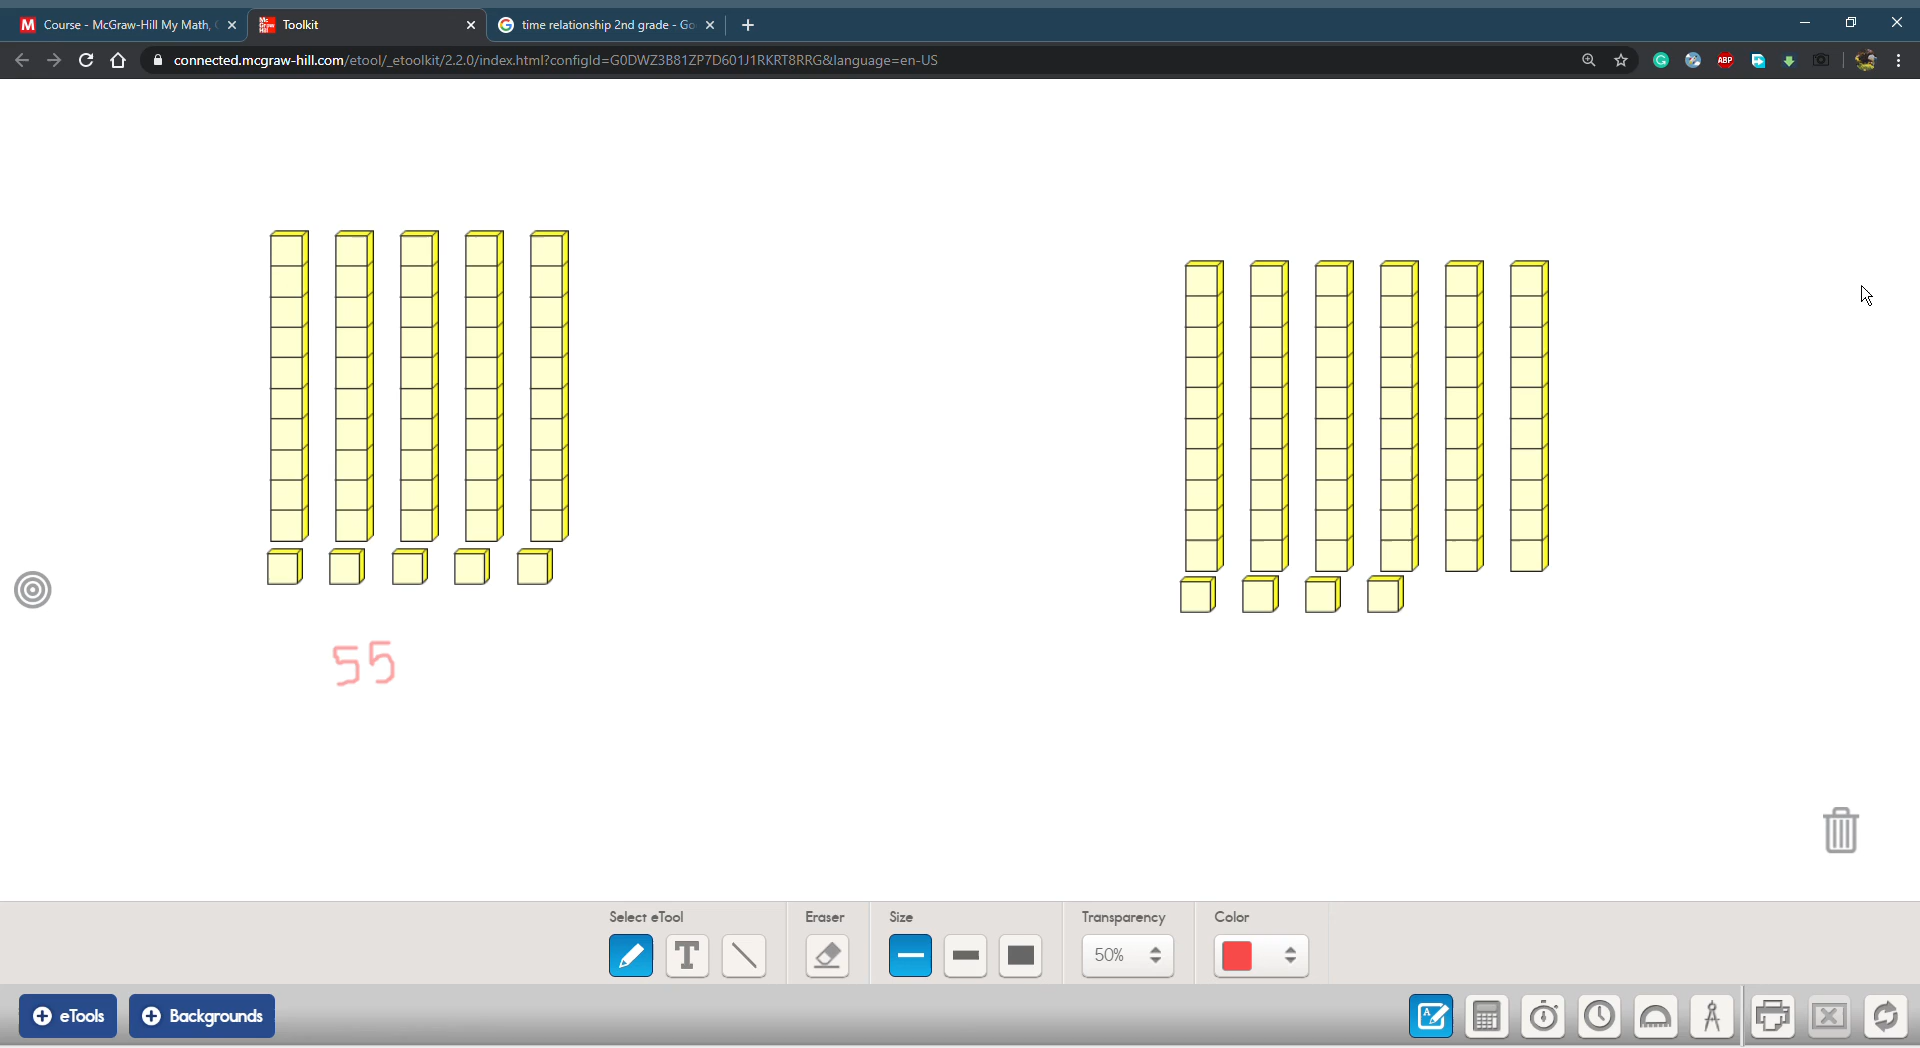 Course - McGraw-Hill My Math,
Toolkit
time relationship 2nd grade - Go
connected.mcgraw-hill.com/etool/_etoolkit/2.2.0/index.html?configId=G0DWZ3B81ZP7D601J1RKRT8RRG&language=en-US
ABP
55
Select eTool
Eraser
Size
Transparency
Color
T
50%
eTools
Backgrounds
A